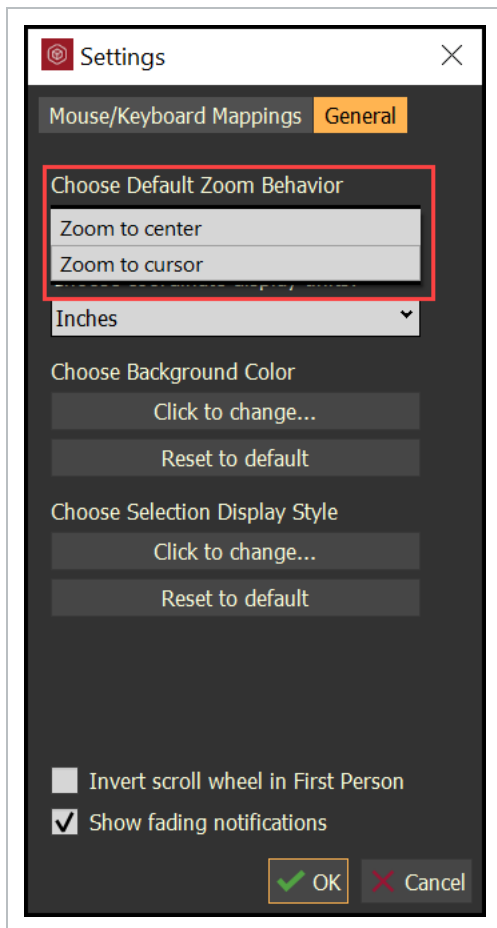 Settings
Mouse/Keyboard Mappings General
Choose Default Zoom Behavior
Zoom to center
Zoom to cursor
Inches
Choose Background Color
Click to change...
Reset to default
Choose Selection Display Style
Click to change...
Reset to default
Invert scroll wheel in First Person
Show fading notifications
OK Cancel